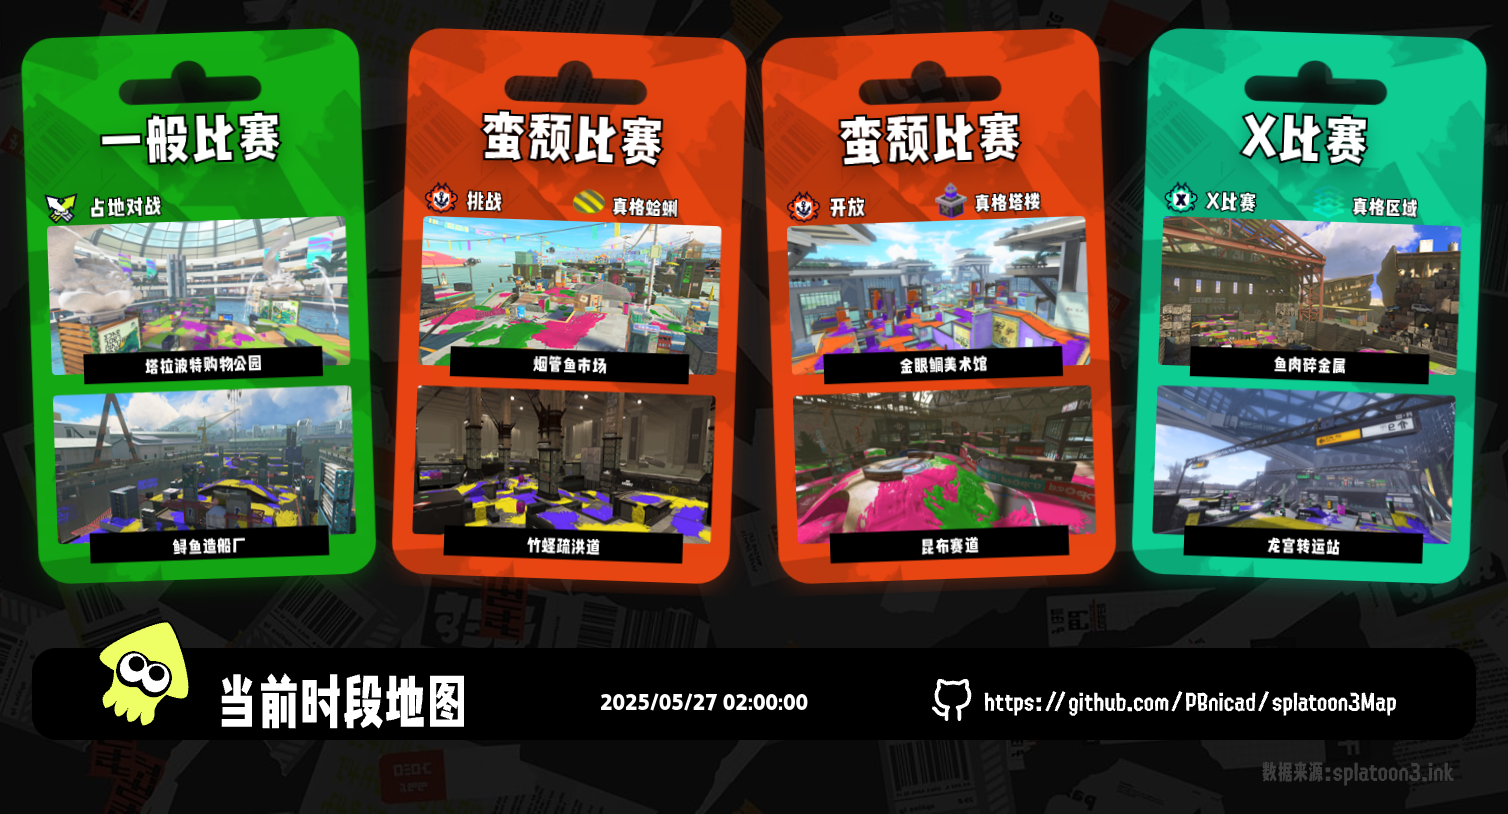 一般比赛
占地对战
塔拉波特购物公园
鲟鱼造船厂
蛮颓比赛
挑战
真格蛤蜊
烟管鱼市场
竹蛏疏洪道
蛮颓比赛
开放
真格塔楼
金眼鲷美术馆
昆布赛道
X比赛
X比赛
真格区域
鱼肉碎金属
龙宫转运站
当前时段地图
2025/05/27 02:00:00
https://github.com/PBnicad/splatoon3Map
数据来源:splatoon3.ink